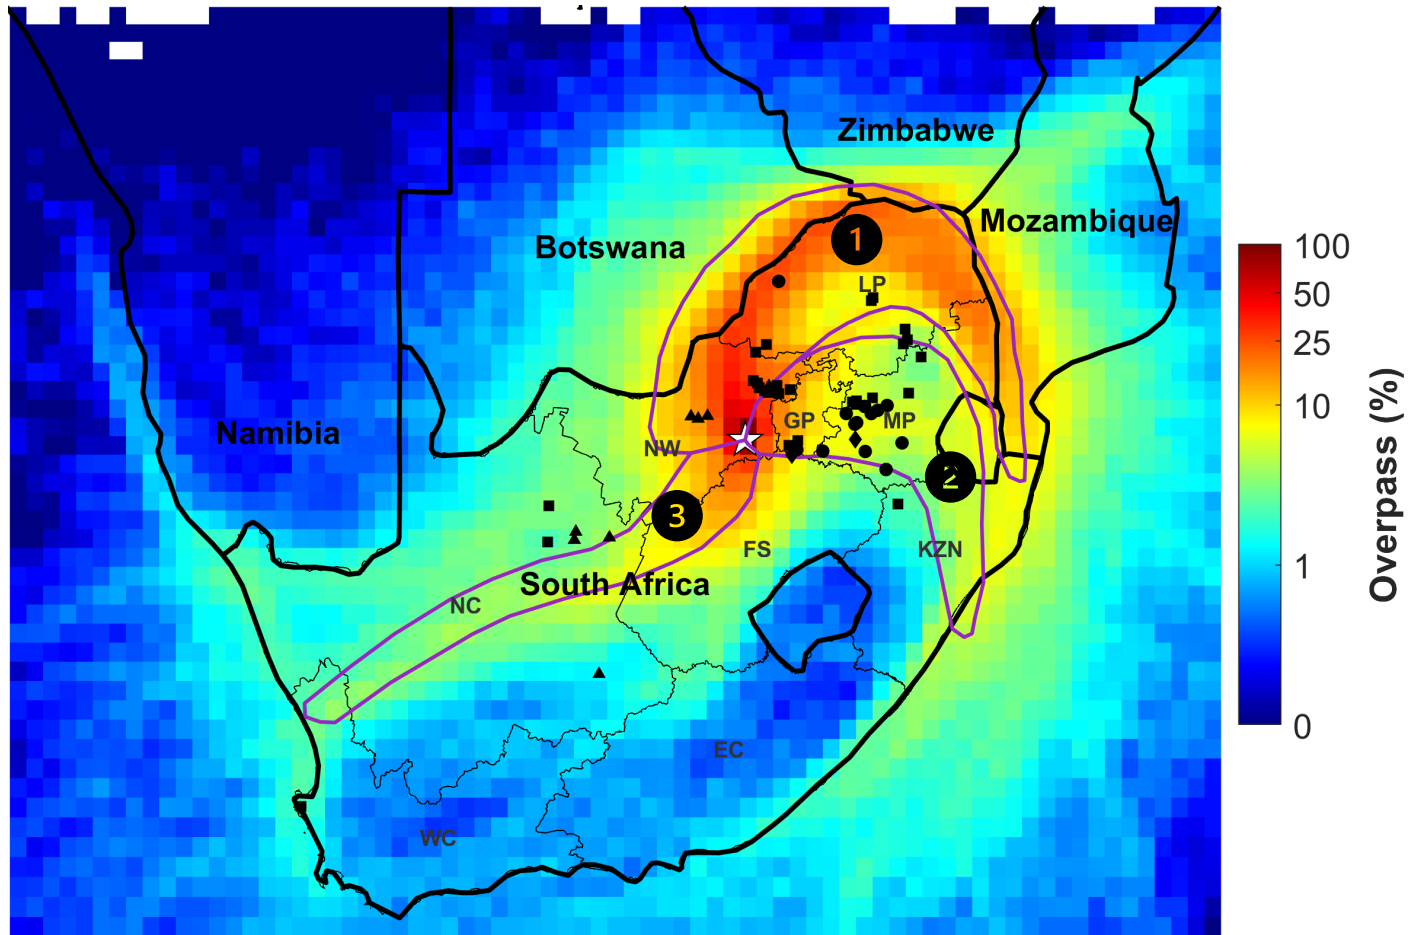 Zimbabwe
Mozambique
Botswana
1
LP
Namibia
NW
GP
MP
2
3
FS
KZN
South Africa
NC
EC
WC
100
50
25
10
1
0
Overpass (%)